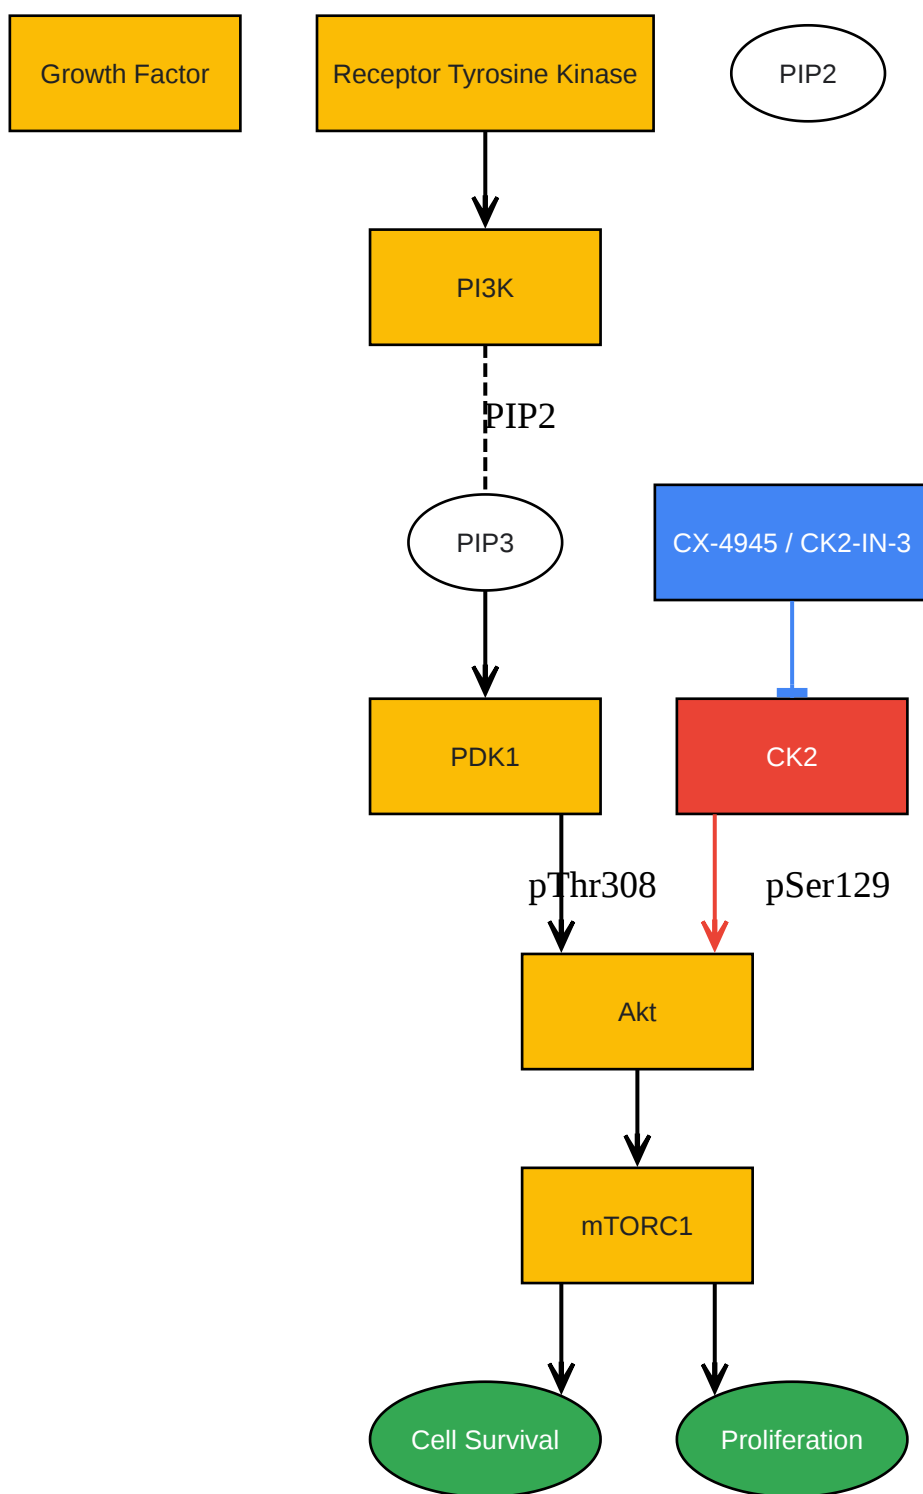 Growth Factor
Receptor Tyrosine Kinase
PIP2
PI3K
PIP2
PIP3
CX-4945 / CK2-IN-3
PDK1
CK2
pThr308
pSer129
Akt
mTORC1
Cell Survival
Proliferation